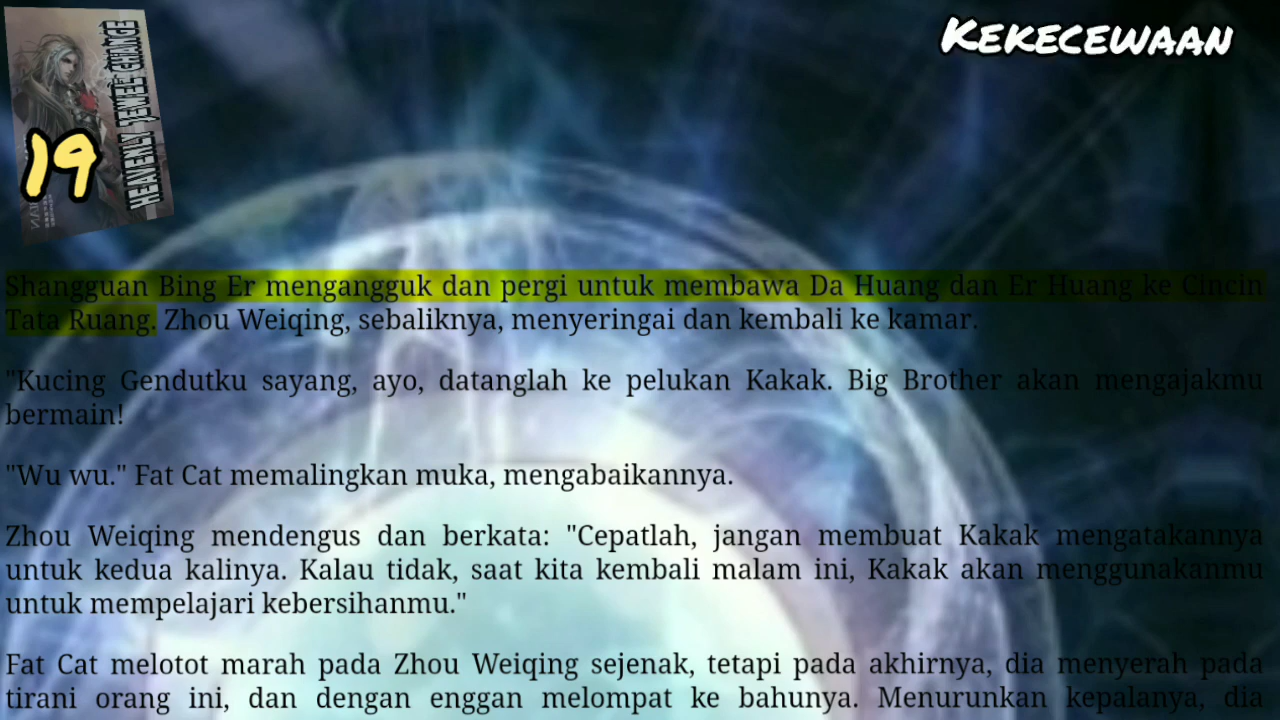 Kekecewaan
HEAVENLY JEWEL CHANGE
19
Shangguan Bing Er mengangguk dan pergi untuk membawa Da Huang dan Er Huang ke Cincin
Tata Ruang. Zhou Weiqing, sebaliknya, menyeringai dan kembali ke kamar.
"Kucing Gendutku sayang, ayo, datanglah ke pelukan Kakak. Big Brother akan mengajakmu
bermain!
"Wu wu." Fat Cat memalingkan muka, mengabaikannya.
Zhou Weiqing mendengus dan berkata: "Cepatlah, jangan membuat Kakak mengatakannya
untuk kedua kalinya. Kalau tidak, saat kita kembali malam ini, Kakak akan menggunakanmu
untuk mempelajari kebersihanmu."
Fat Cat melotot marah pada Zhou Weiqing sejenak, tetapi pada akhirnya, dia menyerah pada
tirani orang ini, dan dengan enggan melompat ke bahunya. Menurunkan kepalanya, dia